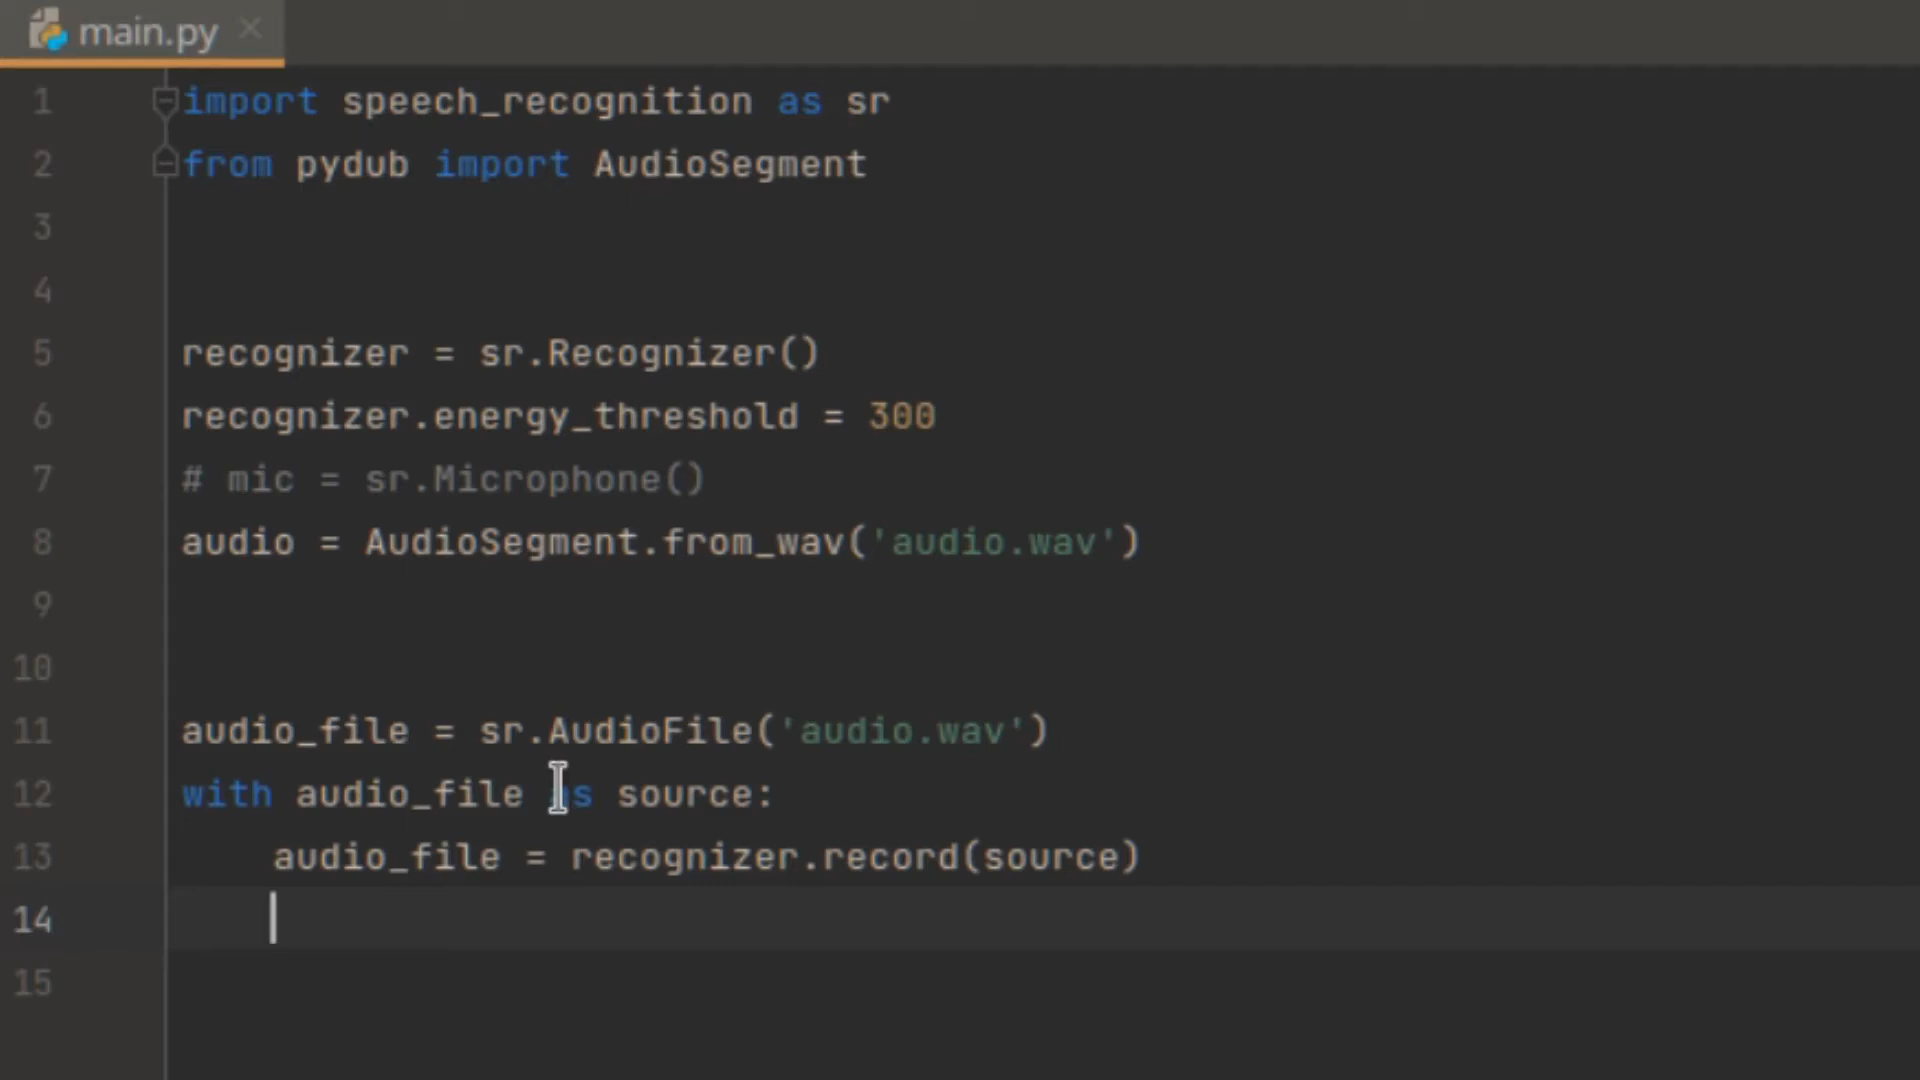 main.py
1 import speech_recognition as sr
2 from pydub import AudioSegment
3
4
5 recognizer = sr.Recognizer()
6 recognizer.energy_threshold = 300
7 # mic = sr.Microphone()
8 audio = AudioSegment.from_wav('audio.wav')
9
10
11 audio_file = sr.AudioFile('audio.wav')
12 with audio_file as source:
13     audio_file = recognizer.record(source)
14
15